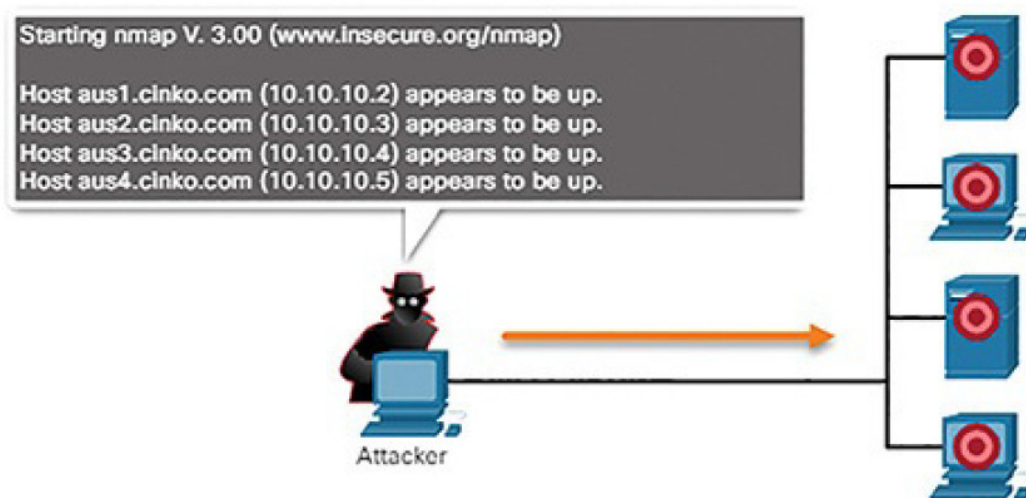 Starting nmap V. 3.00 (www.insecure.org/nmap)
Host aus1.cinko.com (10.10.10.2) appears to be up.
Host aus2.cinko.com (10.10.10.3) appears to be up.
Host aus3.cinko.com (10.10.10.4) appears to be up.
Host aus4.cinko.com (10.10.10.5) appears to be up.
Attacker